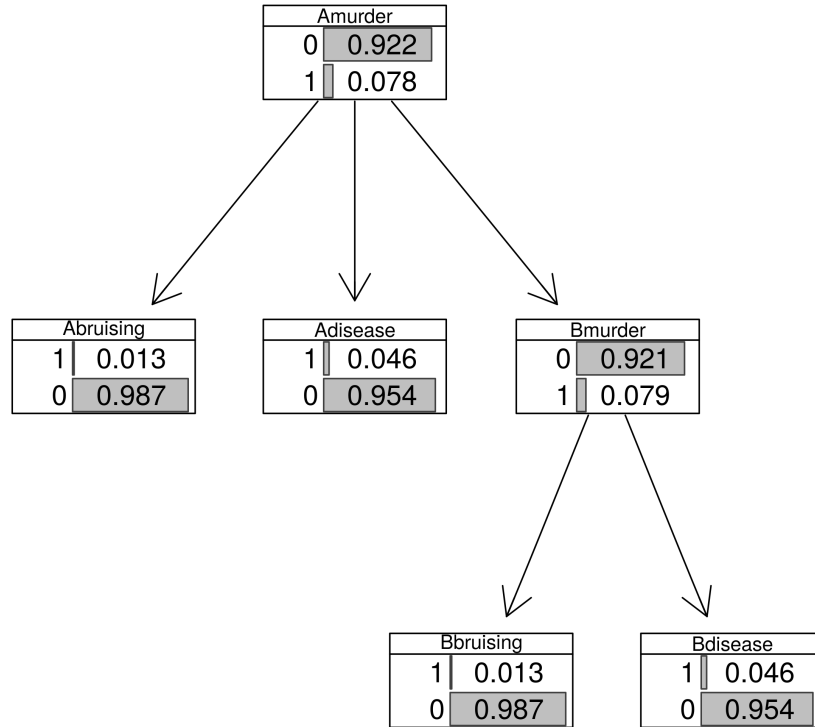 Amurder
0 0.922
1 0.078
Abruising
1 0.013
0 0.987
Adisease
1 0.046
0 0.954
Bmurder
0 0.921
1 0.079
Bbruising
1 0.013
0 0.987
Bdisease
1 0.046
0 0.954